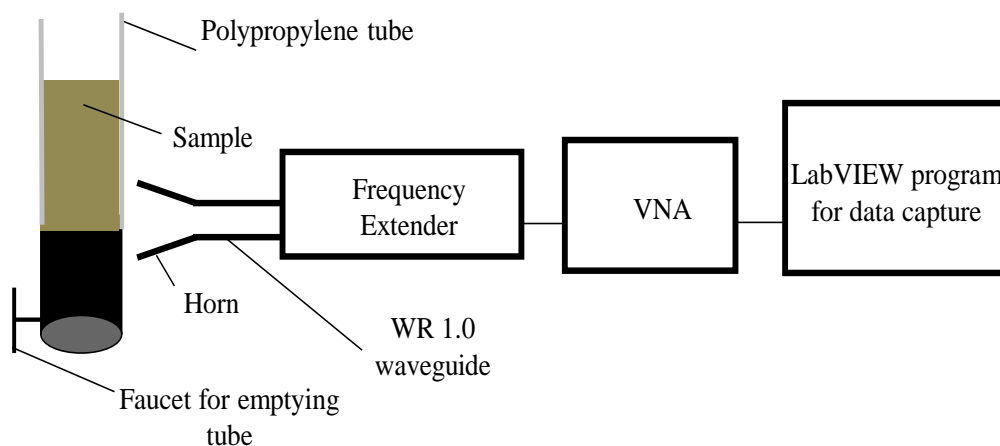 Polypropylene tube
Sample
Frequency
Extender
VNA
LabVIEW program
for data capture
Horn
WR 1.0
waveguide
Faucet for emptying
tube